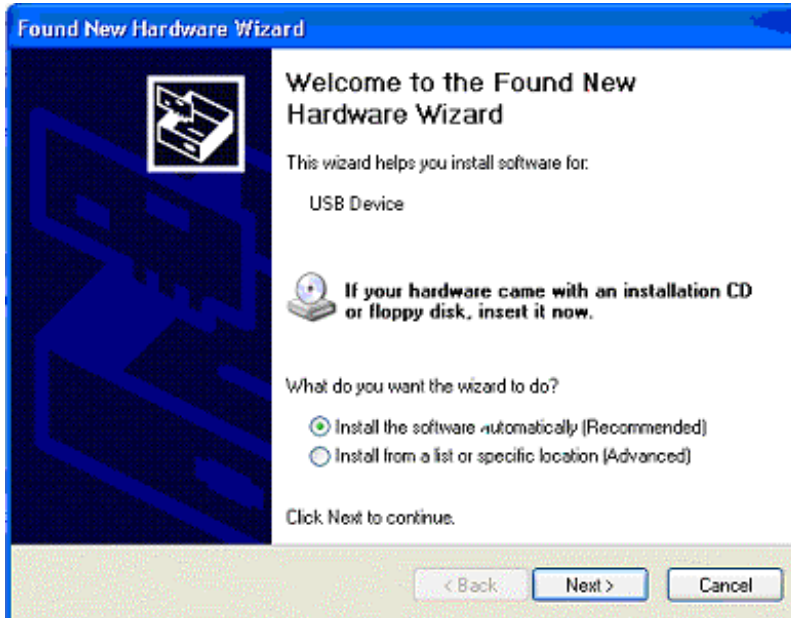 Found New Hardware Wizard
Welcome to the Found New
Hardware Wizard
This wizard helps you install software for:
USB Device
If your hardware came with an installation CD
or floppy disk, insert it now.
What do you want the wizard to do?
Install the software automatically (Recommended)
Install from a list or specific location (Advanced)
Click Next to continue.
< Back Next > Cancel